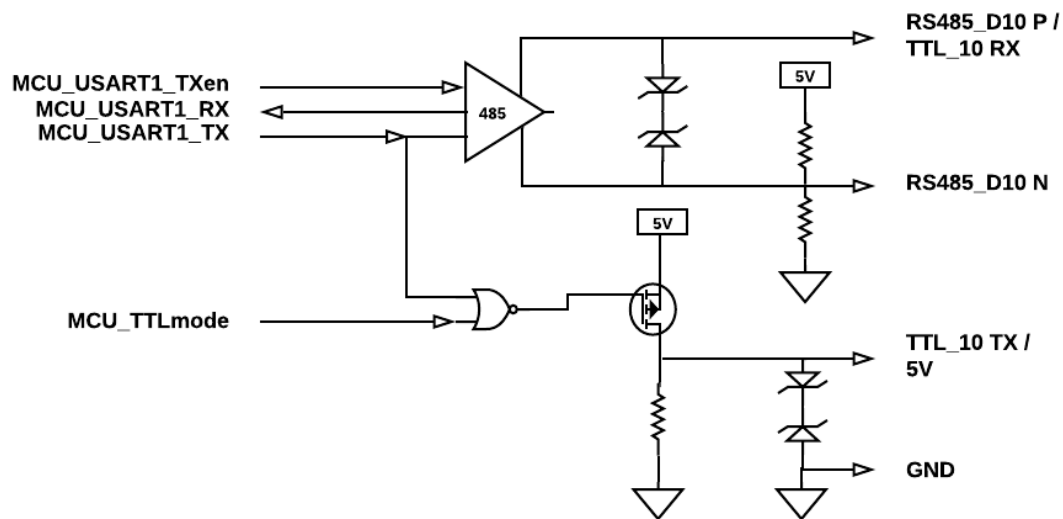 RS485_D10 P /
TTL_10 RX
5V
MCU_USART1_TXen
MCU_USART1_RX
485
MCU_USART1_TX
RS485_D10 N
5V
MCU_TTLmode
TTL_10 TX /
5V
GND